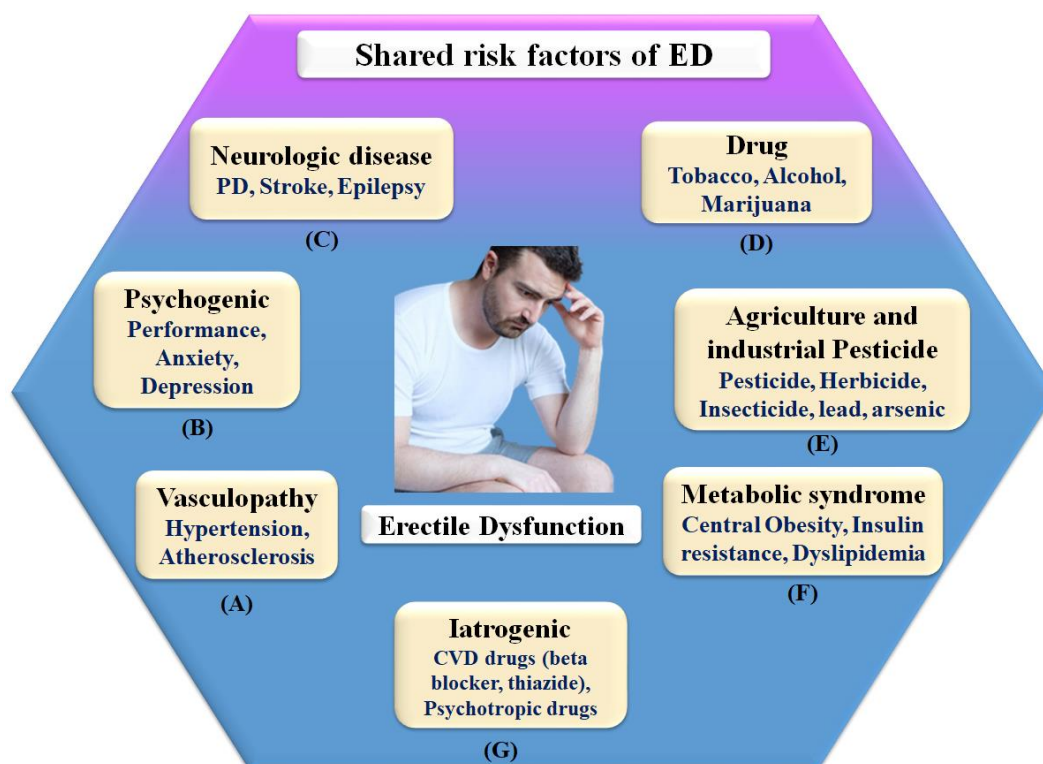 Shared risk factors of ED
Neurologic disease
PD, Stroke, Epilepsy
(C)
Drug
Tobacco, Alcohol,
Marijuana
(D)
Psychogenic
Performance,
Anxiety,
Depression
(B)
Agriculture and
industrial Pesticide
Pesticide, Herbicide,
Insecticide, lead, arsenic
(E)
Vasculopathy
Hypertension,
Atherosclerosis
(A)
Erectile Dysfunction
Metabolic syndrome
Central Obesity, Insulin
resistance, Dyslipidemia
(F)
Iatrogenic
CVD drugs (beta
blocker, thiazide),
Psychotropic drugs
(G)